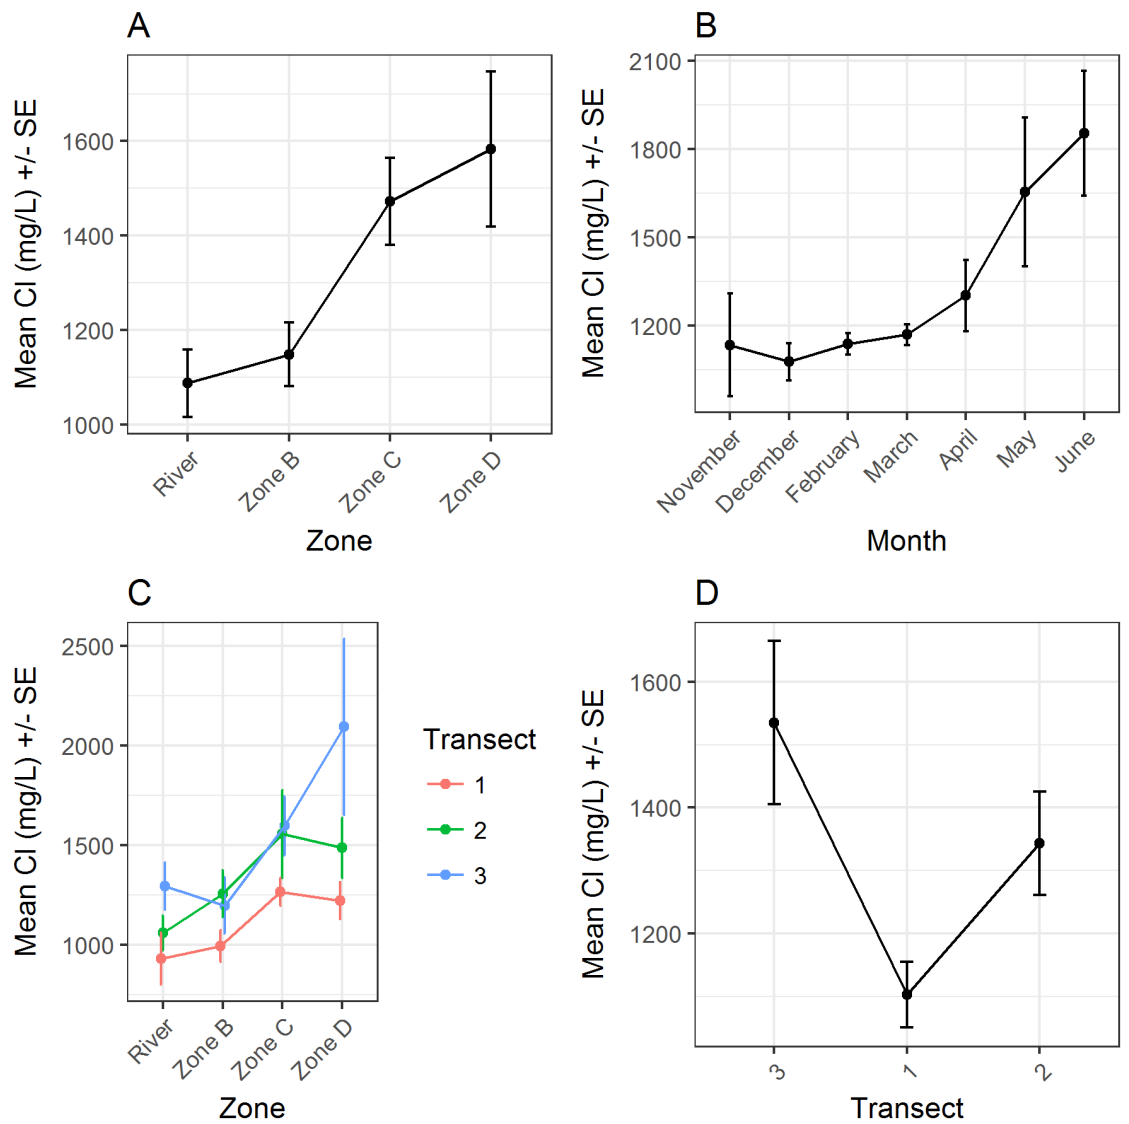 A
Mean Cl (mg/L) +/- SE
1600
1400
1200
1000
River
Zone B
Zone C
Zone D
Zone
B
Mean Cl (mg/L) +/- SE
2100
1800
1500
1200
November
December
February
March
April
May
June
Month
C
Mean Cl (mg/L) +/- SE
2500
2000
1500
1000
River
Zone B
Zone C
Zone D
Zone
Transect
1
2
3
D
Mean Cl (mg/L) +/- SE
1600
1400
1200
3
1
2
Transect